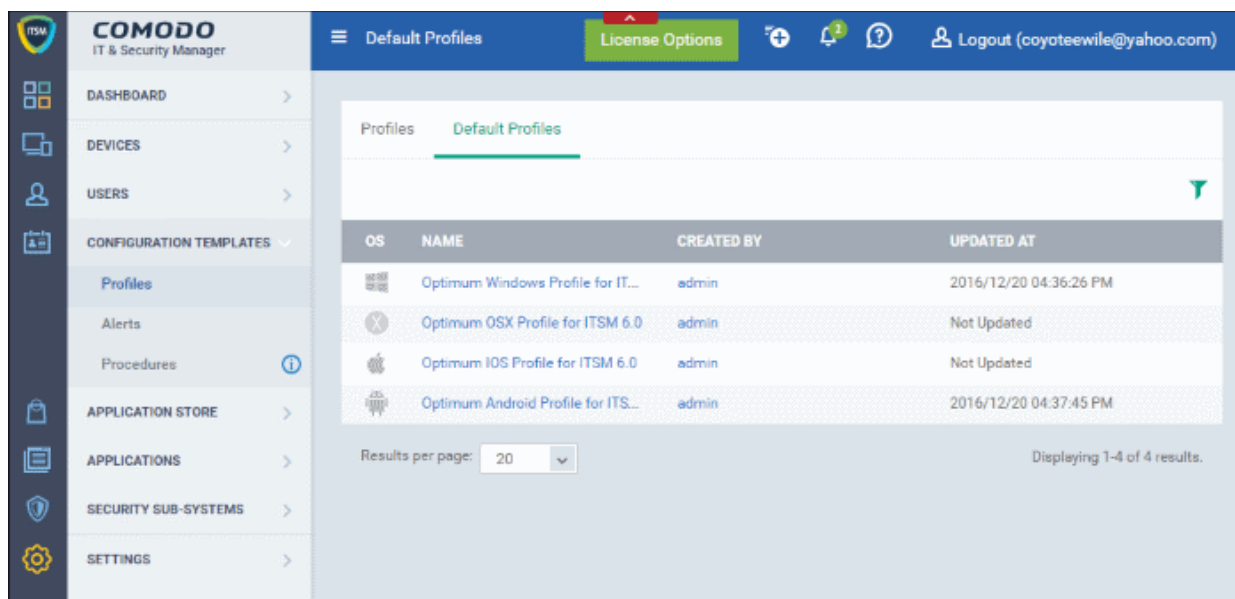 ITSM
COMODO
IT & Security Manager
Default Profiles
License Options
2
Logout (coyoteewile@yahoo.com)
DASHBOARD
DEVICES
USERS
CONFIGURATION TEMPLATES
Profiles
Alerts
Procedures
APPLICATION STORE
APPLICATIONS
SECURITY SUB-SYSTEMS
SETTINGS
Profiles Default Profiles
OS NAME CREATED BY UPDATED AT
Optimum Windows Profile for IT... admin 2016/12/20 04:36:26 PM
Optimum OSX Profile for ITSM 6.0 admin Not Updated
Optimum IOS Profile for ITSM 6.0 admin Not Updated
Optimum Android Profile for ITS... admin 2016/12/20 04:37:45 PM
Results per page: 20 Displaying 1-4 of 4 results.